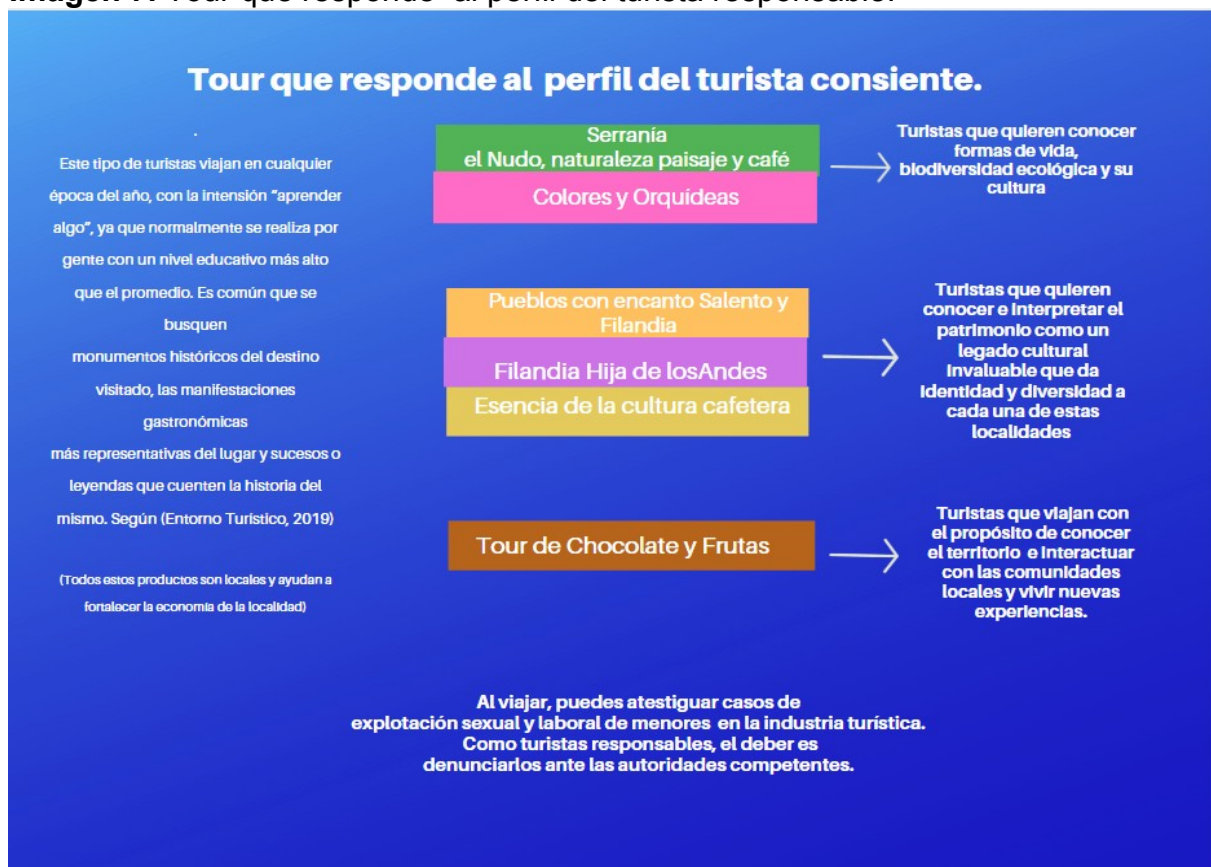 Tour que responde al perfil del turista responsable.
Tour que responde al perfil del turista consiente.
.
Este tipo de turistas viajan en cualquier
época del año, con la intensión "aprender
algo", ya que normalmente se realiza por
gente con un nivel educativo más alto
que el promedio. Es común que se
busquen
monumentos históricos del destino
visitado, las manifestaciones
gastronómicas
más representativas del lugar y sucesos o
leyendas que cuenten la historia del
mismo. Según (Entorno Turístico, 2019)
(Todos estos productos son locales y ayudan a
fortalecer la economía de la localidad)
Serranía
el Nudo, naturaleza paisaje y café
Colores y Orquídeas
Turistas que quieren conocer
formas de vida,
biodiversidad ecológica y su
cultura
Pueblos con encanto Salento y
Filandia
Filandia Hija de losAndes
Esencia de la cultura cafetera
Turistas que quieren
conocer e interpretar el
patrimonio como un
legado cultural
invaluable que da
identidad y diversidad a
cada una de estas
localidades
Tour de Chocolate y Frutas
Turistas que viajan con
el propósito de conocer
el territorio e interactuar
con las comunidades
locales y vivir nuevas
experiencias.
Al viajar, puedes atestiguar casos de
explotación sexual y laboral de menores en la industria turística.
Como turistas responsables, el deber es
denunciarlos ante las autoridades competentes.